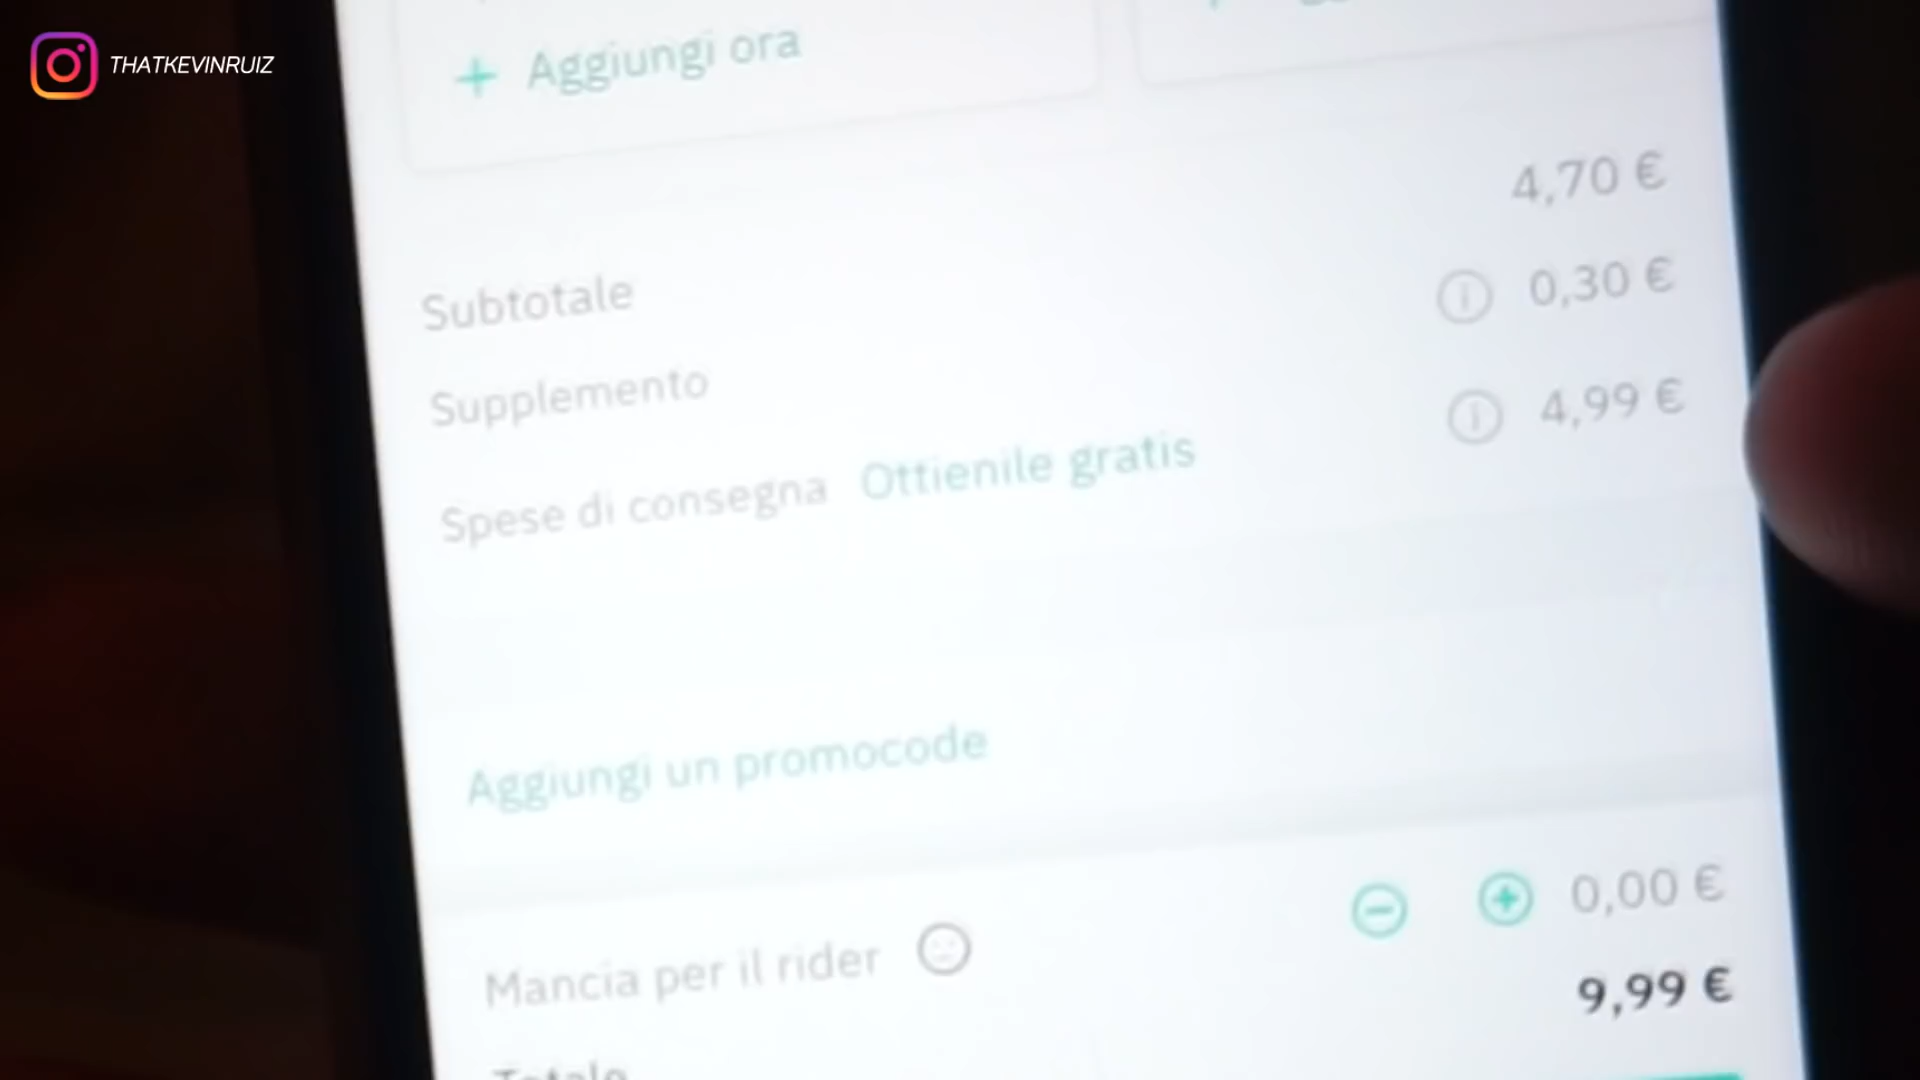 THATKEVINRUIZ
+ Aggiungi ora
Subtotale 4,70 €
Supplemento 0,30 €
Spese di consegna Ottienile gratis 4,99 €
Aggiungi un promocode
Mancia per il rider 0,00 €
Totale 9,99 €